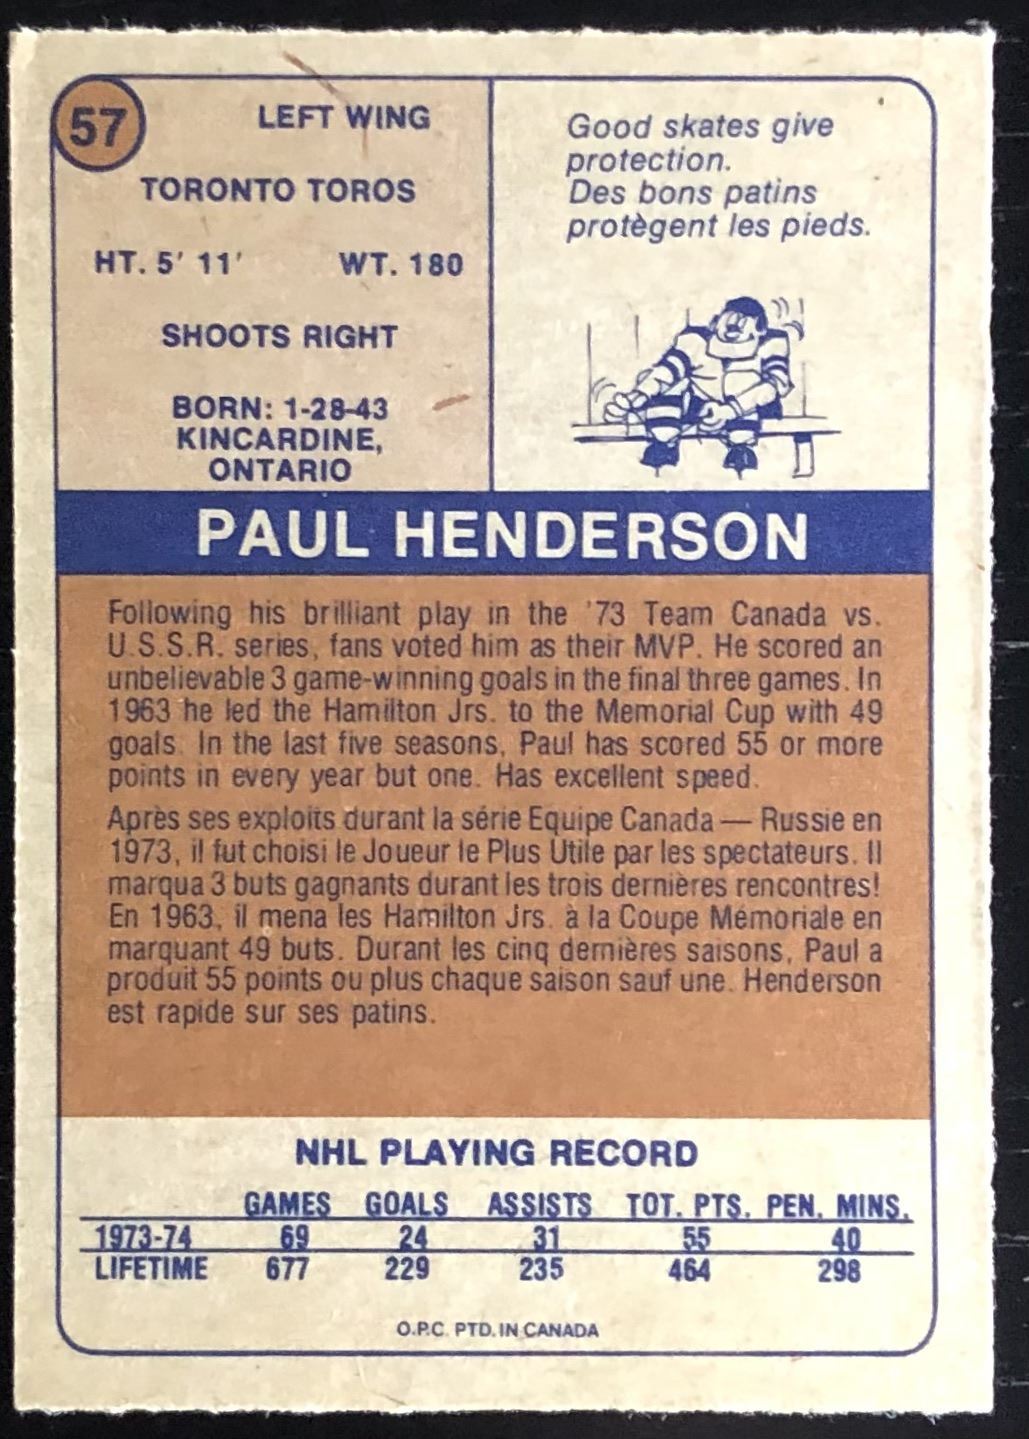 57
LEFT WING
TORONTO TOROS
HT. 5' 11' WT. 180
SHOOTS RIGHT
BORN: 1-28-43
KINCARDINE,
ONTARIO
Good skates give
protection.
Des bons patins
protègent les pieds.
PAUL HENDERSON
Following his brilliant play in the '73 Team Canada vs.
U.S.S.R. series, fans voted him as their MVP. He scored an
unbelievable 3 game-winning goals in the final three games. In
1963 he led the Hamilton Jrs. to the Memorial Cup with 49
goals. In the last five seasons, Paul has scored 55 or more
points in every year but one. Has excellent speed.
Après ses exploits durant la série Equipe Canada — Russie en
1973, il fut choisi le Joueur le Plus Utile par les spectateurs. Il
marqua 3 buts gagnants durant les trois dernières rencontres!
En 1963, il mena les Hamilton Jrs. à la Coupe Mémoriale en
marquant 49 buts. Durant les cinq dernières saisons, Paul a
produit 55 points ou plus chaque saison sauf une. Henderson
est rapide sur ses patins.
NHL PLAYING RECORD
GAMES GOALS ASSISTS TOT. PTS. PEN. MINS.
1973-74 69 24 31 55 40
LIFETIME 677 229 235 464 298
O.P.C. PTD. IN CANADA